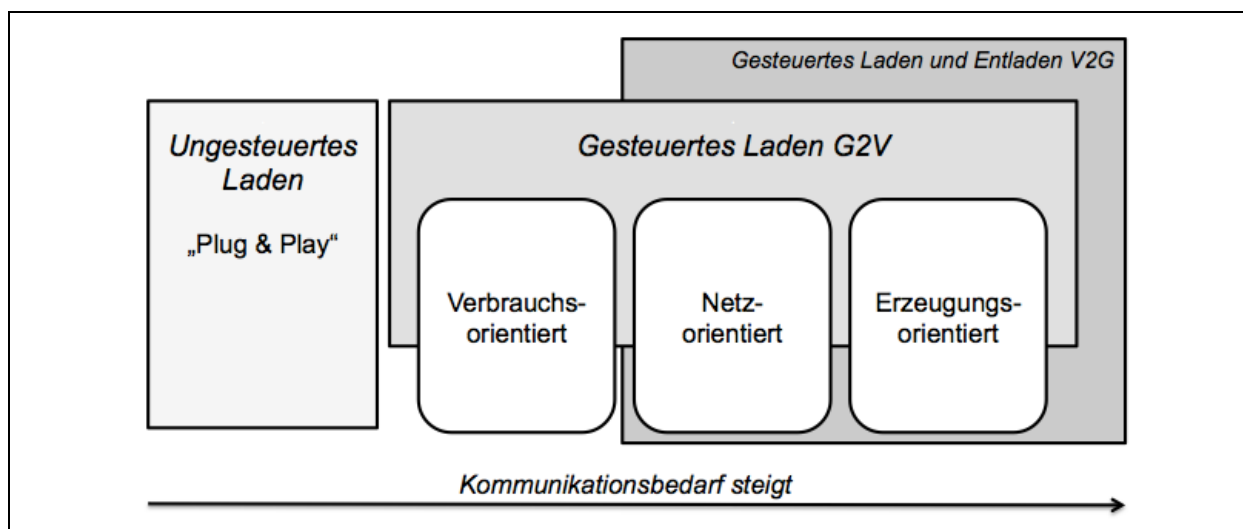 Gesteuertes Laden und Entladen V2G
Ungesteuertes
Laden
„Plug & Play“
Gesteuertes Laden G2V
Verbrauchs-
orientiert
Netz-
orientiert
Erzeugungs-
orientiert
Kommunikationsbedarf steigt